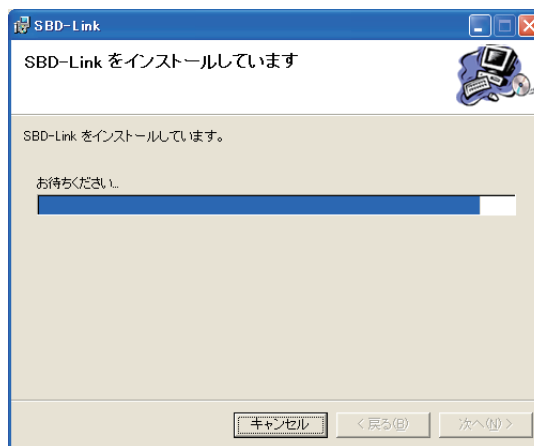 SBD-Link
SBD-Link をインストールしています
SBD-Link をインストールしています。
お待ちください...
キャンセル
< 戻る(B)
次へ(N) >